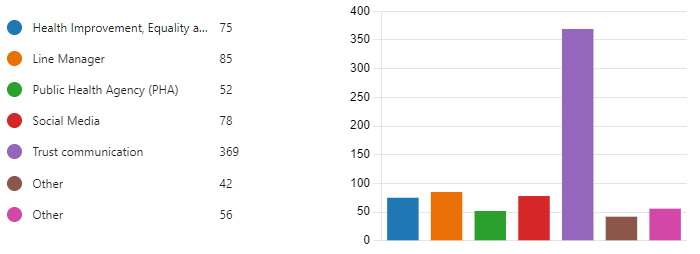 Health Improvement, Equality a... 75
Line Manager 85
Public Health Agency (PHA) 52
Social Media 78
Trust communication 369
Other 42
Other 56
400
350
300
250
200
150
100
50
0